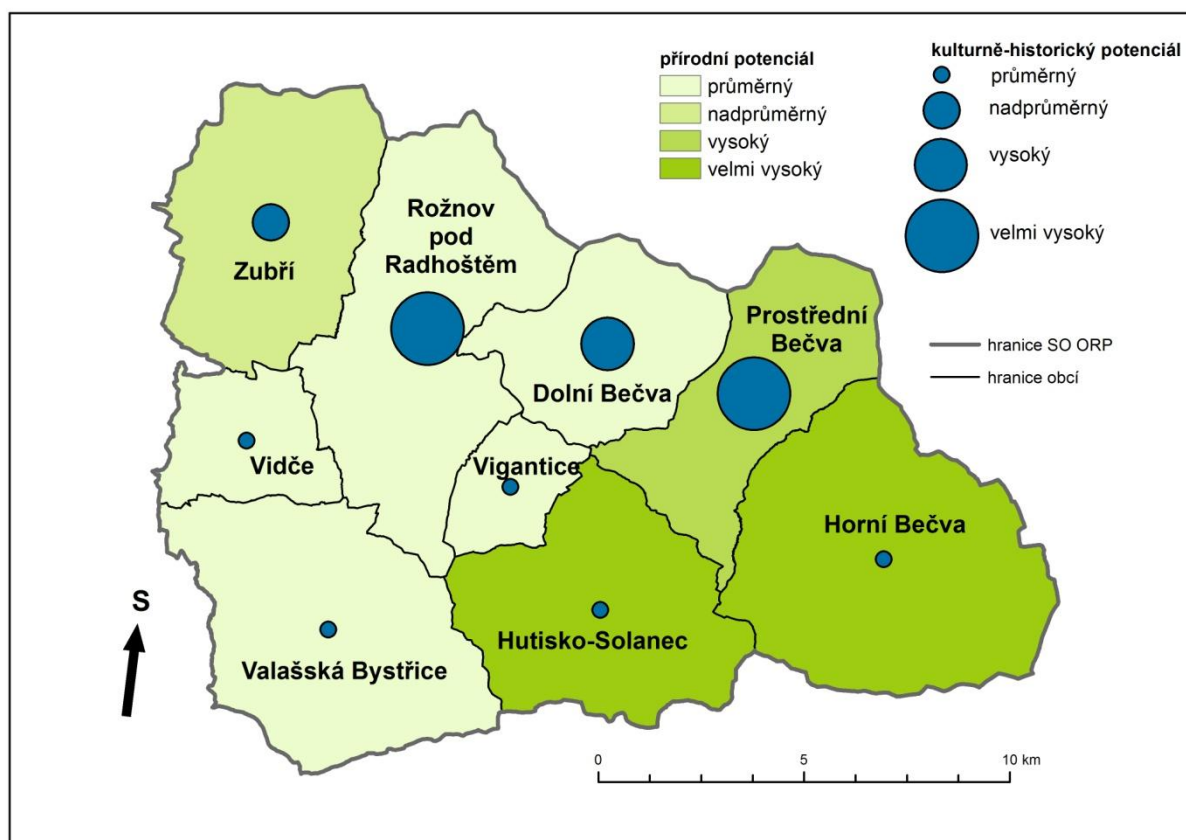 přírodní potenciál
průměrný
nadprůměrný
vysoký
velmi vysoký
kulturně-historický potenciál
průměrný
nadprůměrný
vysoký
velmi vysoký
hranice SO ORP
hranice obcí
Zubří
Rožnov
pod
Radhoštěm
Dolní Bečva
Prostřední
Bečva
Vidče
Vigantice
Horní Bečva
Hutisko-Solanec
Valašská Bystřice
S
0 5 10 km